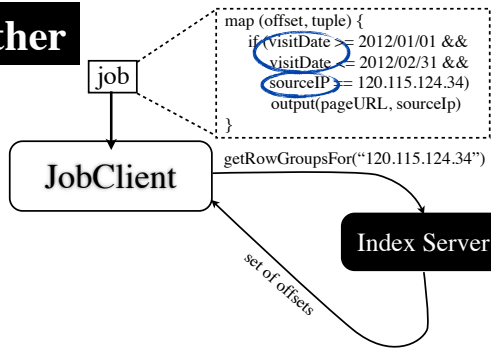 ther
map (offset, tuple) {
if (visitDate >= 2012/01/01 &&
visitDate <= 2012/02/31 &&
sourceIP == 120.115.124.34)
output(pageURL, sourceIp)
}
job
getRowGroupsFor(“120.115.124.34”)
JobClient
Index Server
set of offsets